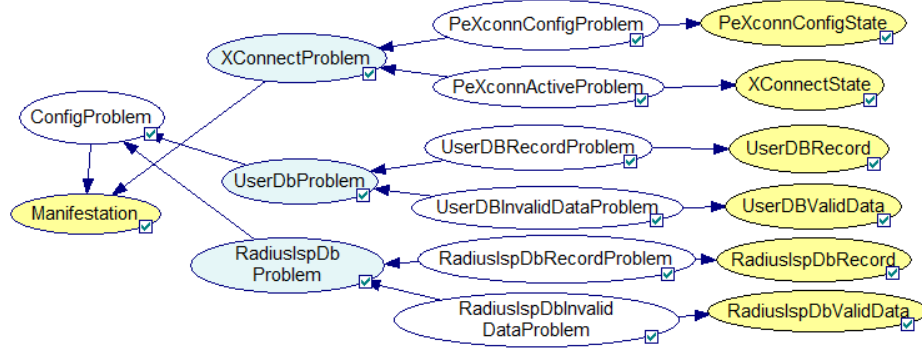 PeXconnConfigProblem
PeXconnConfigState
XConnectProblem
PeXconnActiveProblem
XConnectState
ConfigProblem
UserDBRecordProblem
UserDBRecord
UserDbProblem
UserDBInvalidDataProblem
UserDBValidData
Manifestation
RadiusIspDb
Problem
RadiusIspDbRecordProblem
RadiusIspDbRecord
RadiusIspDbInvalid
DataProblem
RadiusIspDbValidData